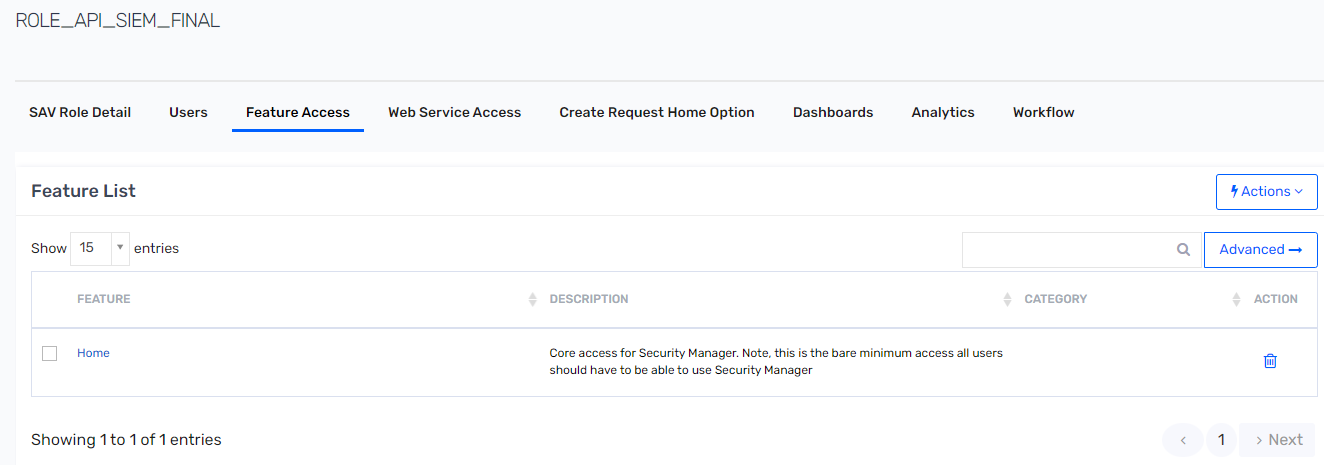 ROLE_API_SIEM_FINAL
SAV Role Detail Users Feature Access Web Service Access Create Request Home Option Dashboards Analytics Workflow
Feature List
Actions
Show 15 entries
Advanced
FEATURE DESCRIPTION CATEGORY ACTION
Home
Core access for Security Manager. Note, this is the bare minimum access all users
should have to be able to use Security Manager
Showing 1 to 1 of 1 entries
‹ 1 › Next